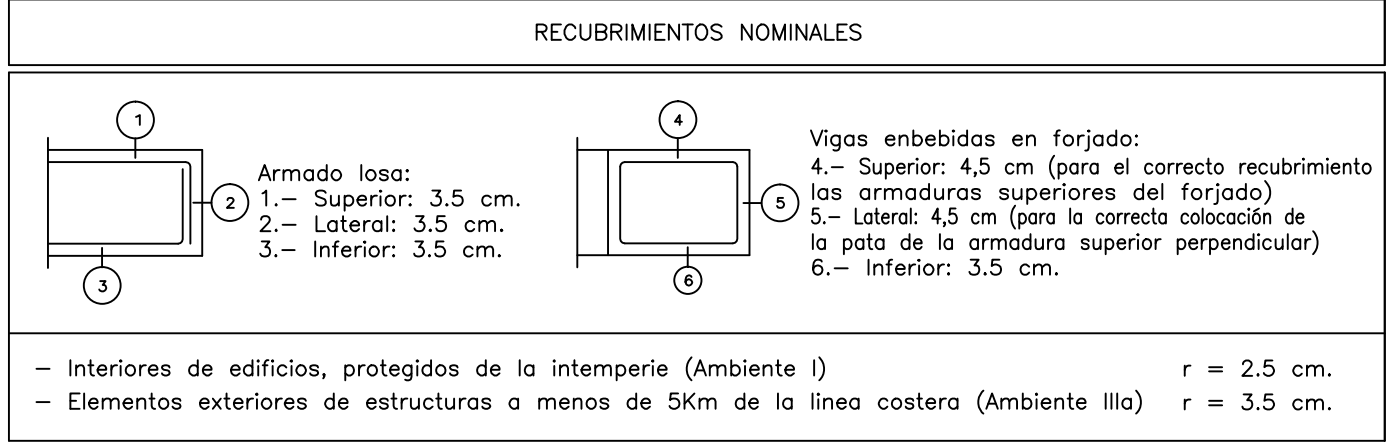 RECUBRIMIENTOS NOMINALES
1
2
3
Armado losa:
1.- Superior: 3.5 cm.
2.- Lateral: 3.5 cm.
3.- Inferior: 3.5 cm.
4
5
6
Vigas enbebidas en forjado:
4.- Superior: 4,5 cm (para el correcto recubrimiento
las armaduras superiores del forjado)
5.- Lateral: 4,5 cm (para la correcta colocación de
la pata de la armadura superior perpendicular)
6.- Inferior: 3.5 cm.
- Interiores de edificios, protegidos de la intemperie (Ambiente I) r = 2.5 cm.
- Elementos exteriores de estructuras a menos de 5Km de la linea costera (Ambiente IIIa) r = 3.5 cm.